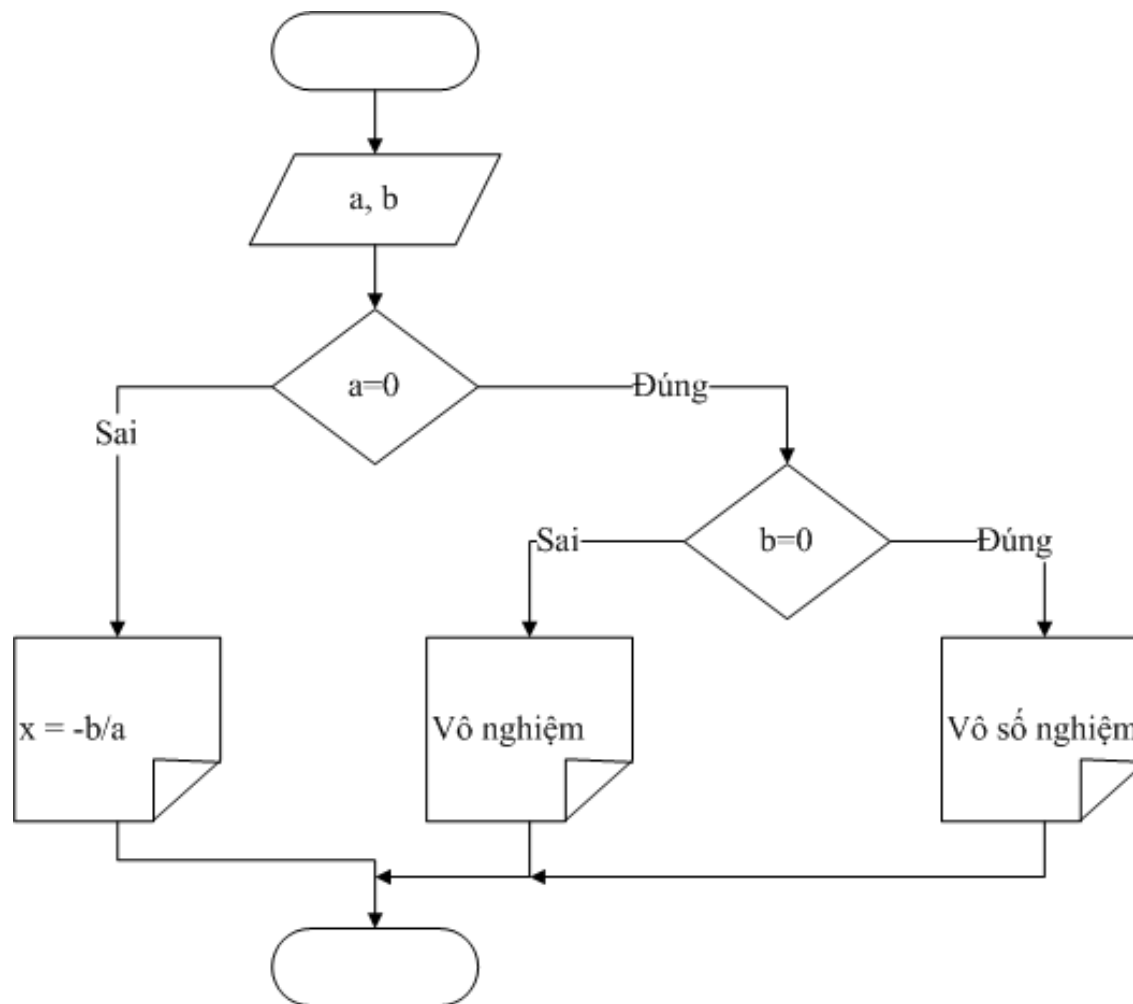 a, b
a=0
Sai
Đúng
b=0
Sai
Đúng
x = -b/a
Vô nghiệm
Vô số nghiệm